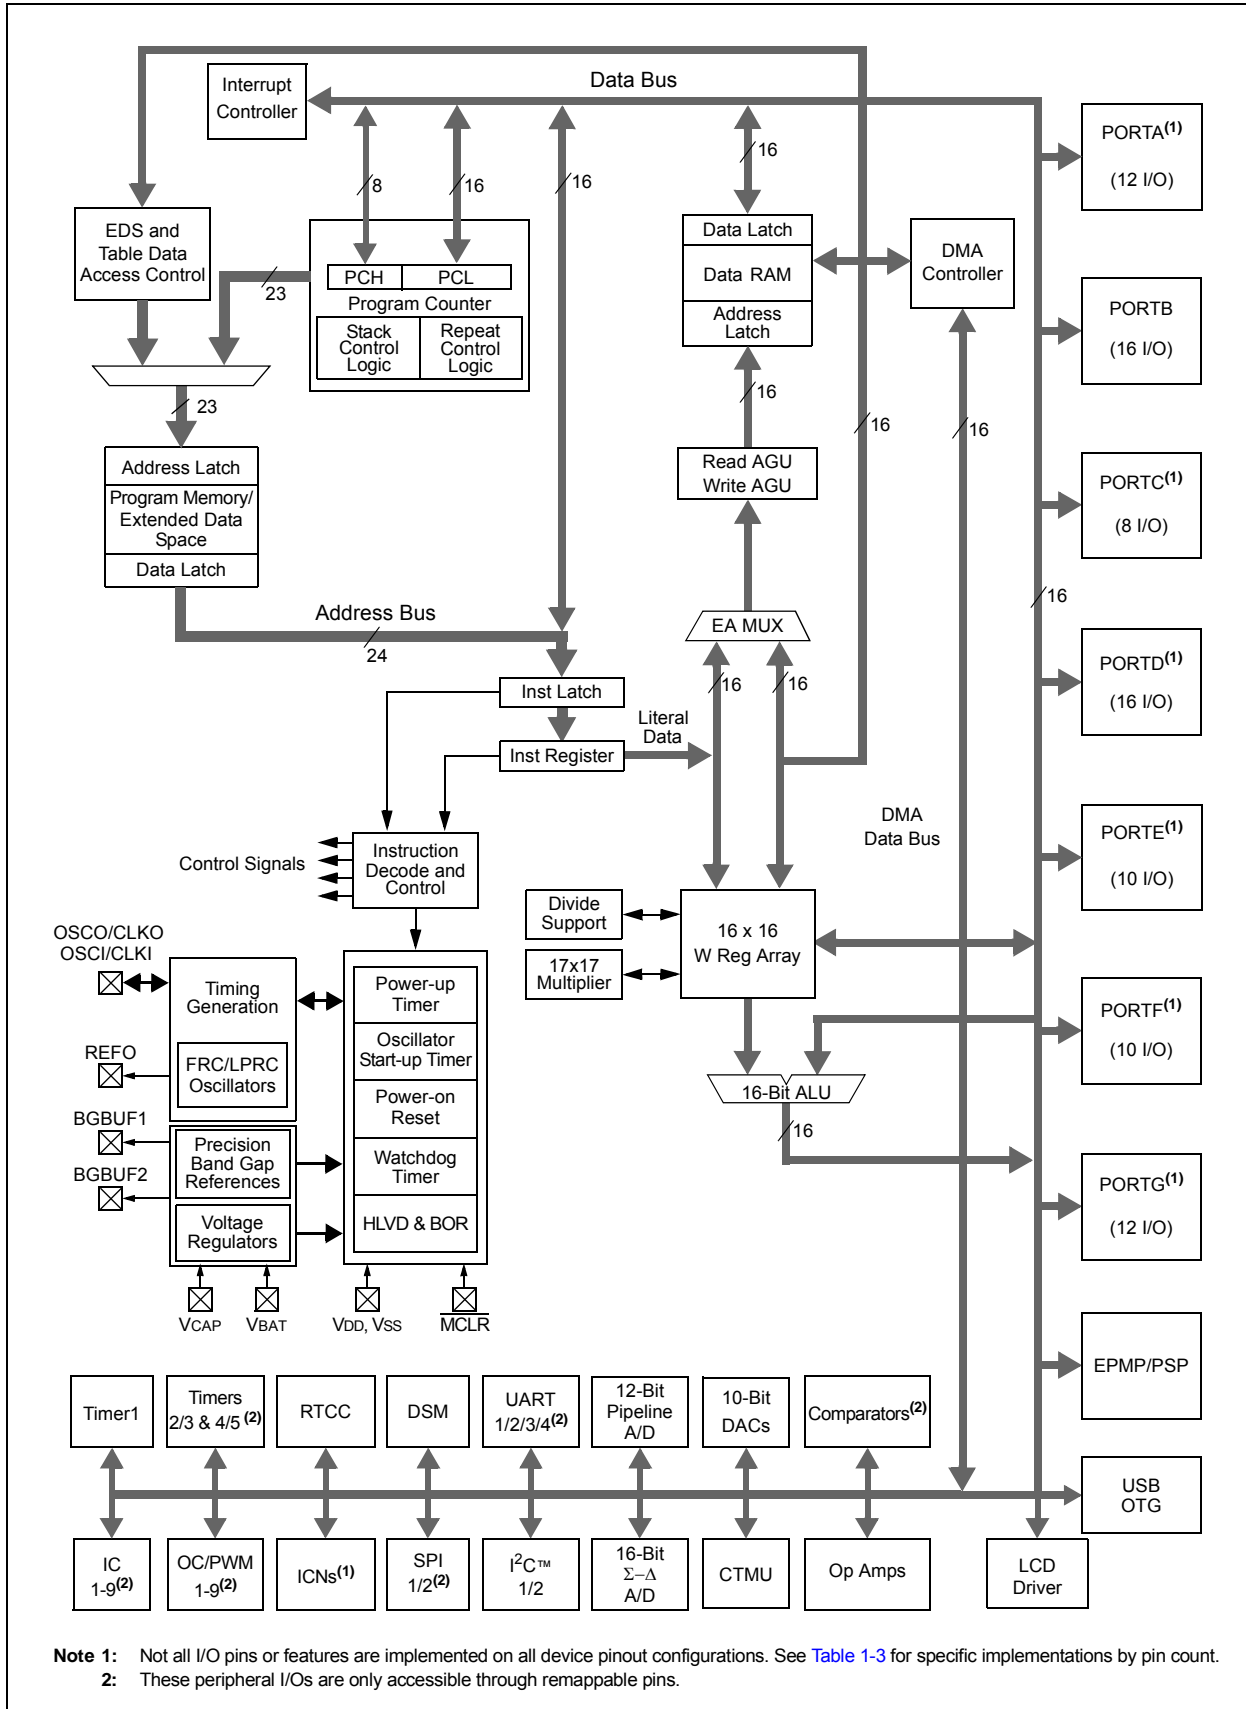 Data Bus
Interrupt
Controller
16
8
16
16
PORTA(1)
(12 I/O)
EDS and
Table Data
Access Control
23
PCH
PCL
Program Counter
Stack
Control
Logic
Repeat
Control
Logic
Data Latch
Data RAM
Address
Latch
DMA
Controller
PORTB
(16 I/O)
23
16
16
16
Address Latch
Program Memory/
Extended Data
Space
Data Latch
Read AGU
Write AGU
PORTC(1)
(8 I/O)
16
Address Bus
24
EA MUX
16
16
PORTD(1)
(16 I/O)
Inst Latch
Inst Register
Literal
Data
DMA
Data Bus
PORTE(1)
(10 I/O)
Control Signals
Instruction
Decode and
Control
Divide
Support
17x17
Multiplier
16 x 16
W Reg Array
OSCO/CLKO
OSCI/CLKI
Timing
Generation
REFO
FRC/LPRC
Oscillators
Power-up
Timer
Oscillator
Start-up Timer
Power-on
Reset
Watchdog
Timer
HLVD & BOR
PORTF(1)
(10 I/O)
16-Bit ALU
16
BGBUF1
BGBUF2
Precision
Band Gap
References
Voltage
Regulators
PORTG(1)
(12 I/O)
VCAP
VBAT
VDD, VSS
MCLR
EPMP/PSP
Timer1
Timers
2/3 & 4/5(2)
RTCC
DSM
UART
1/2/3/4(2)
12-Bit
Pipeline
A/D
10-Bit
DACs
Comparators(2)
USB
OTG
IC
1-9(2)
OC/PWM
1-9(2)
ICNs(1)
SPI
1/2(2)
I2C™
1/2
16-Bit
Σ–Δ
A/D
CTMU
Op Amps
LCD
Driver
Note 1: Not all I/O pins or features are implemented on all device pinout configurations. See Table 1-3 for specific implementations by pin count.
2: These peripheral I/Os are only accessible through remappable pins.